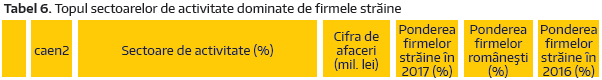 Tabel 6. Topul sectoarelor de activitate dominate de firmele străine
caen2
Sectoare de activitate (%)
Cifra de
afaceri
(mil. lei)
Ponderea
firmelor
străine în
2017 (%)
Ponderea
firmelor
românești
(%)
Ponderea
firmelor
străine în
2016 (%)